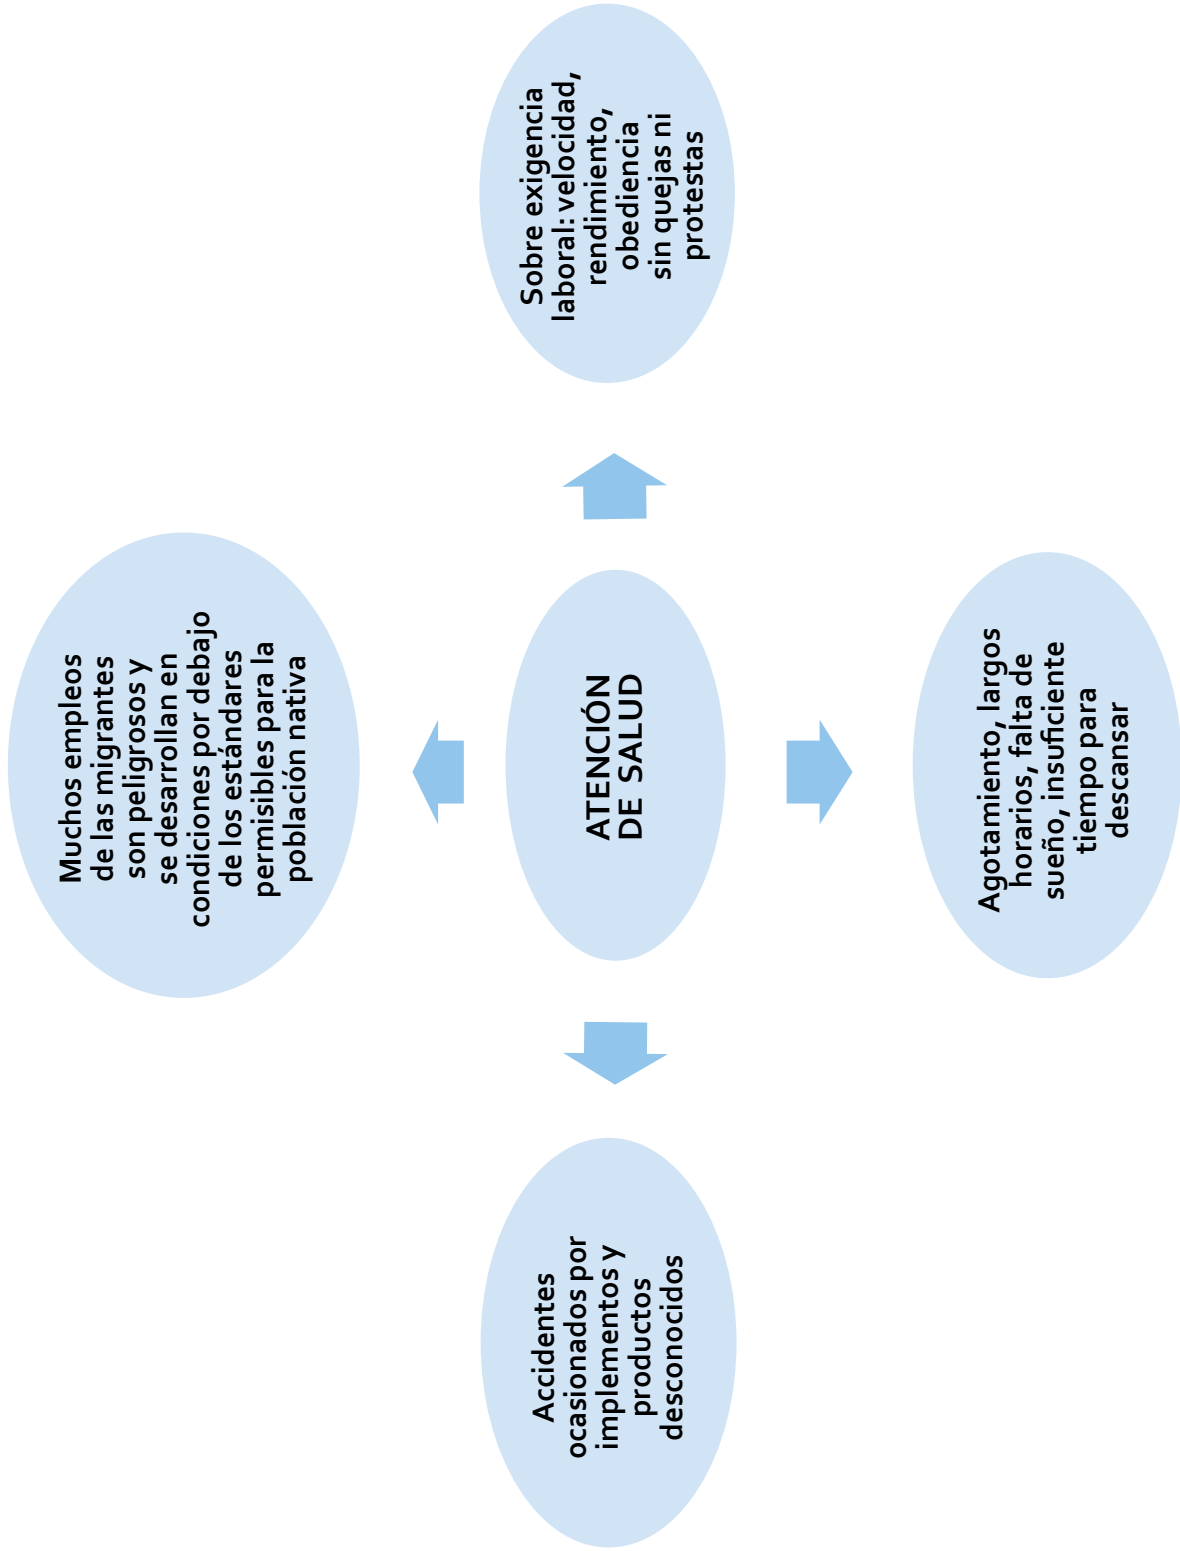 Muchos empleos
de las migrantes
son peligrosos y
se desarrollan en
condiciones por debajo
de los estándares
permisibles para la
población nativa
Accidentes
ocasionados por
implementos y
productos
desconocidos
ATENCIÓN
DE SALUD
Sobre exigencia
laboral: velocidad,
rendimiento,
obediencia
sin quejas ni
protestas
Agotamiento, largos
horarios, falta de
sueño, insuficiente
tiempo para
descansar